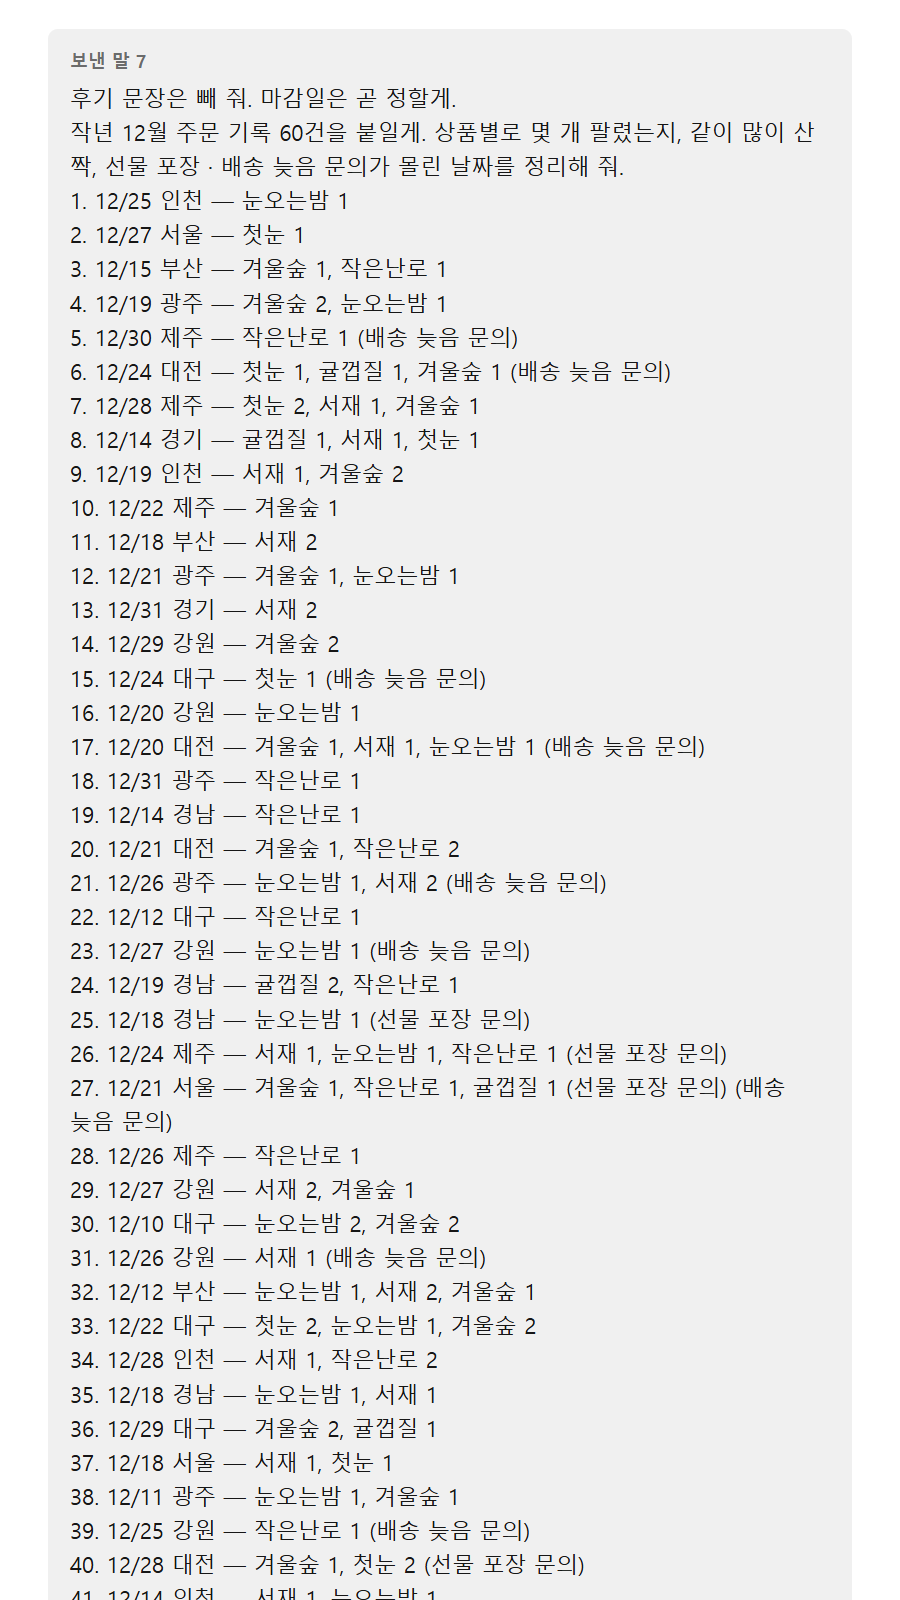 보낸 말 7
후기 문장은 빼 줘. 마감일은 곧 정할게.
작년 12월 주문 기록 60건을 붙일게. 상품별로 몇 개 팔렸는지, 같이 많이 산
짝, 선물 포장 · 배송 늦음 문의가 몰린 날짜를 정리해 줘.
1. 12/25 인천 — 눈오는밤 1
2. 12/27 서울 — 첫눈 1
3. 12/15 부산 — 겨울숲 1, 작은난로 1
4. 12/19 광주 — 겨울숲 2, 눈오는밤 1
5. 12/30 제주 — 작은난로 1 (배송 늦음 문의)
6. 12/24 대전 — 첫눈 1, 귤껍질 1, 겨울숲 1 (배송 늦음 문의)
7. 12/28 제주 — 첫눈 2, 서재 1, 겨울숲 1
8. 12/14 경기 — 귤껍질 1, 서재 1, 첫눈 1
9. 12/19 인천 — 서재 1, 겨울숲 2
10. 12/22 제주 — 겨울숲 1
11. 12/18 부산 — 서재 2
12. 12/21 광주 — 겨울숲 1, 눈오는밤 1
13. 12/31 경기 — 서재 2
14. 12/29 강원 — 겨울숲 2
15. 12/24 대구 — 첫눈 1 (배송 늦음 문의)
16. 12/20 강원 — 눈오는밤 1
17. 12/20 대전 — 겨울숲 1, 서재 1, 눈오는밤 1 (배송 늦음 문의)
18. 12/31 광주 — 작은난로 1
19. 12/14 경남 — 작은난로 1
20. 12/21 대전 — 겨울숲 1, 작은난로 2
21. 12/26 광주 — 눈오는밤 1, 서재 2 (배송 늦음 문의)
22. 12/12 대구 — 작은난로 1
23. 12/27 강원 — 눈오는밤 1 (배송 늦음 문의)
24. 12/19 경남 — 귤껍질 2, 작은난로 1
25. 12/18 경남 — 눈오는밤 1 (선물 포장 문의)
26. 12/24 제주 — 서재 1, 눈오는밤 1, 작은난로 1 (선물 포장 문의)
27. 12/21 서울 — 겨울숲 1, 작은난로 1, 귤껍질 1 (선물 포장 문의) (배송
늦음 문의)
28. 12/26 제주 — 작은난로 1
29. 12/27 강원 — 서재 2, 겨울숲 1
30. 12/10 대구 — 눈오는밤 2, 겨울숲 2
31. 12/26 강원 — 서재 1 (배송 늦음 문의)
32. 12/12 부산 — 눈오는밤 1, 서재 2, 겨울숲 1
33. 12/22 대구 — 첫눈 2, 눈오는밤 1, 겨울숲 2
34. 12/28 인천 — 서재 1, 작은난로 2
35. 12/18 경남 — 눈오는밤 1, 서재 1
36. 12/29 대구 — 겨울숲 2, 귤껍질 1
37. 12/18 서울 — 서재 1, 첫눈 1
38. 12/11 광주 — 눈오는밤 1, 겨울숲 1
39. 12/25 강원 — 작은난로 1 (배송 늦음 문의)
40. 12/28 대전 — 겨울숲 1, 첫눈 2 (선물 포장 문의)
41. 12/14 인천 — 서재 1, 눈오는밤 1